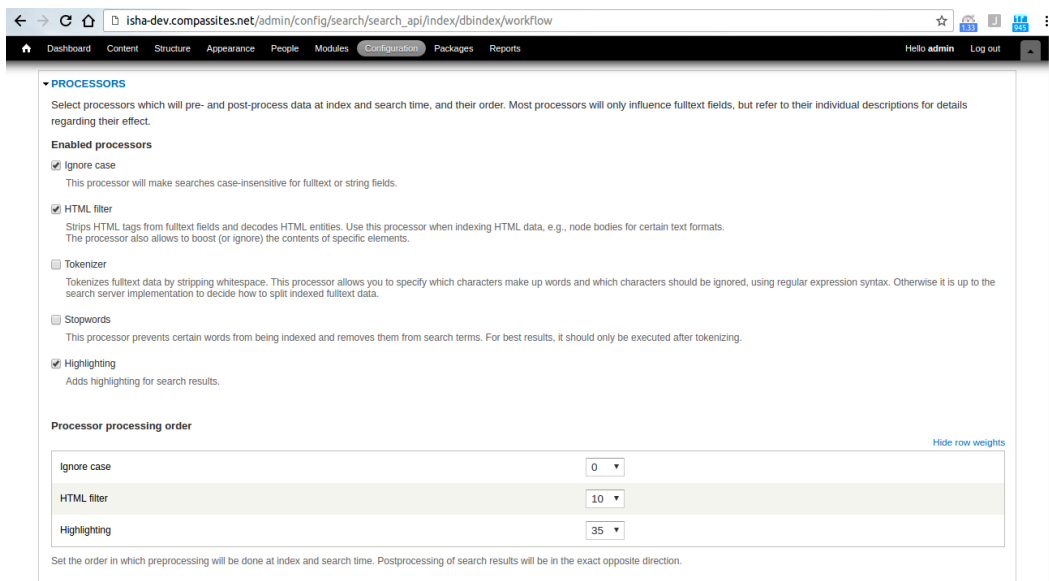 isha-dev.compassites.net/admin/config/search/search_api/index/dbindex/workflow
1.33
J
17
945
Dashboard Content Structure Appearance People Modules Configuration Packages Reports Hello admin Log out
PROCESSORS
Select processors which will pre- and post-process data at index and search time, and their order. Most processors will only influence fulltext fields, but refer to their individual descriptions for details
regarding their effect.
Enabled processors
Ignore case
This processor will make searches case-insensitive for fulltext or string fields.
HTML filter
Strips HTML tags from fulltext fields and decodes HTML entities. Use this processor when indexing HTML data, e.g., node bodies for certain text formats.
The processor also allows to boost (or ignore) the contents of specific elements.
Tokenizer
Tokenizes fulltext data by stripping whitespace. This processor allows you to specify which characters make up words and which characters should be ignored, using regular expression syntax. Otherwise it is up to the
search server implementation to decide how to split indexed fulltext data.
Stopwords
This processor prevents certain words from being indexed and removes them from search terms. For best results, it should only be executed after tokenizing.
Highlighting
Adds highlighting for search results.
Processor processing order
Hide row weights
Ignore case 0
HTML filter 10
Highlighting 35
Set the order in which preprocessing will be done at index and search time. Postprocessing of search results will be in the exact opposite direction.